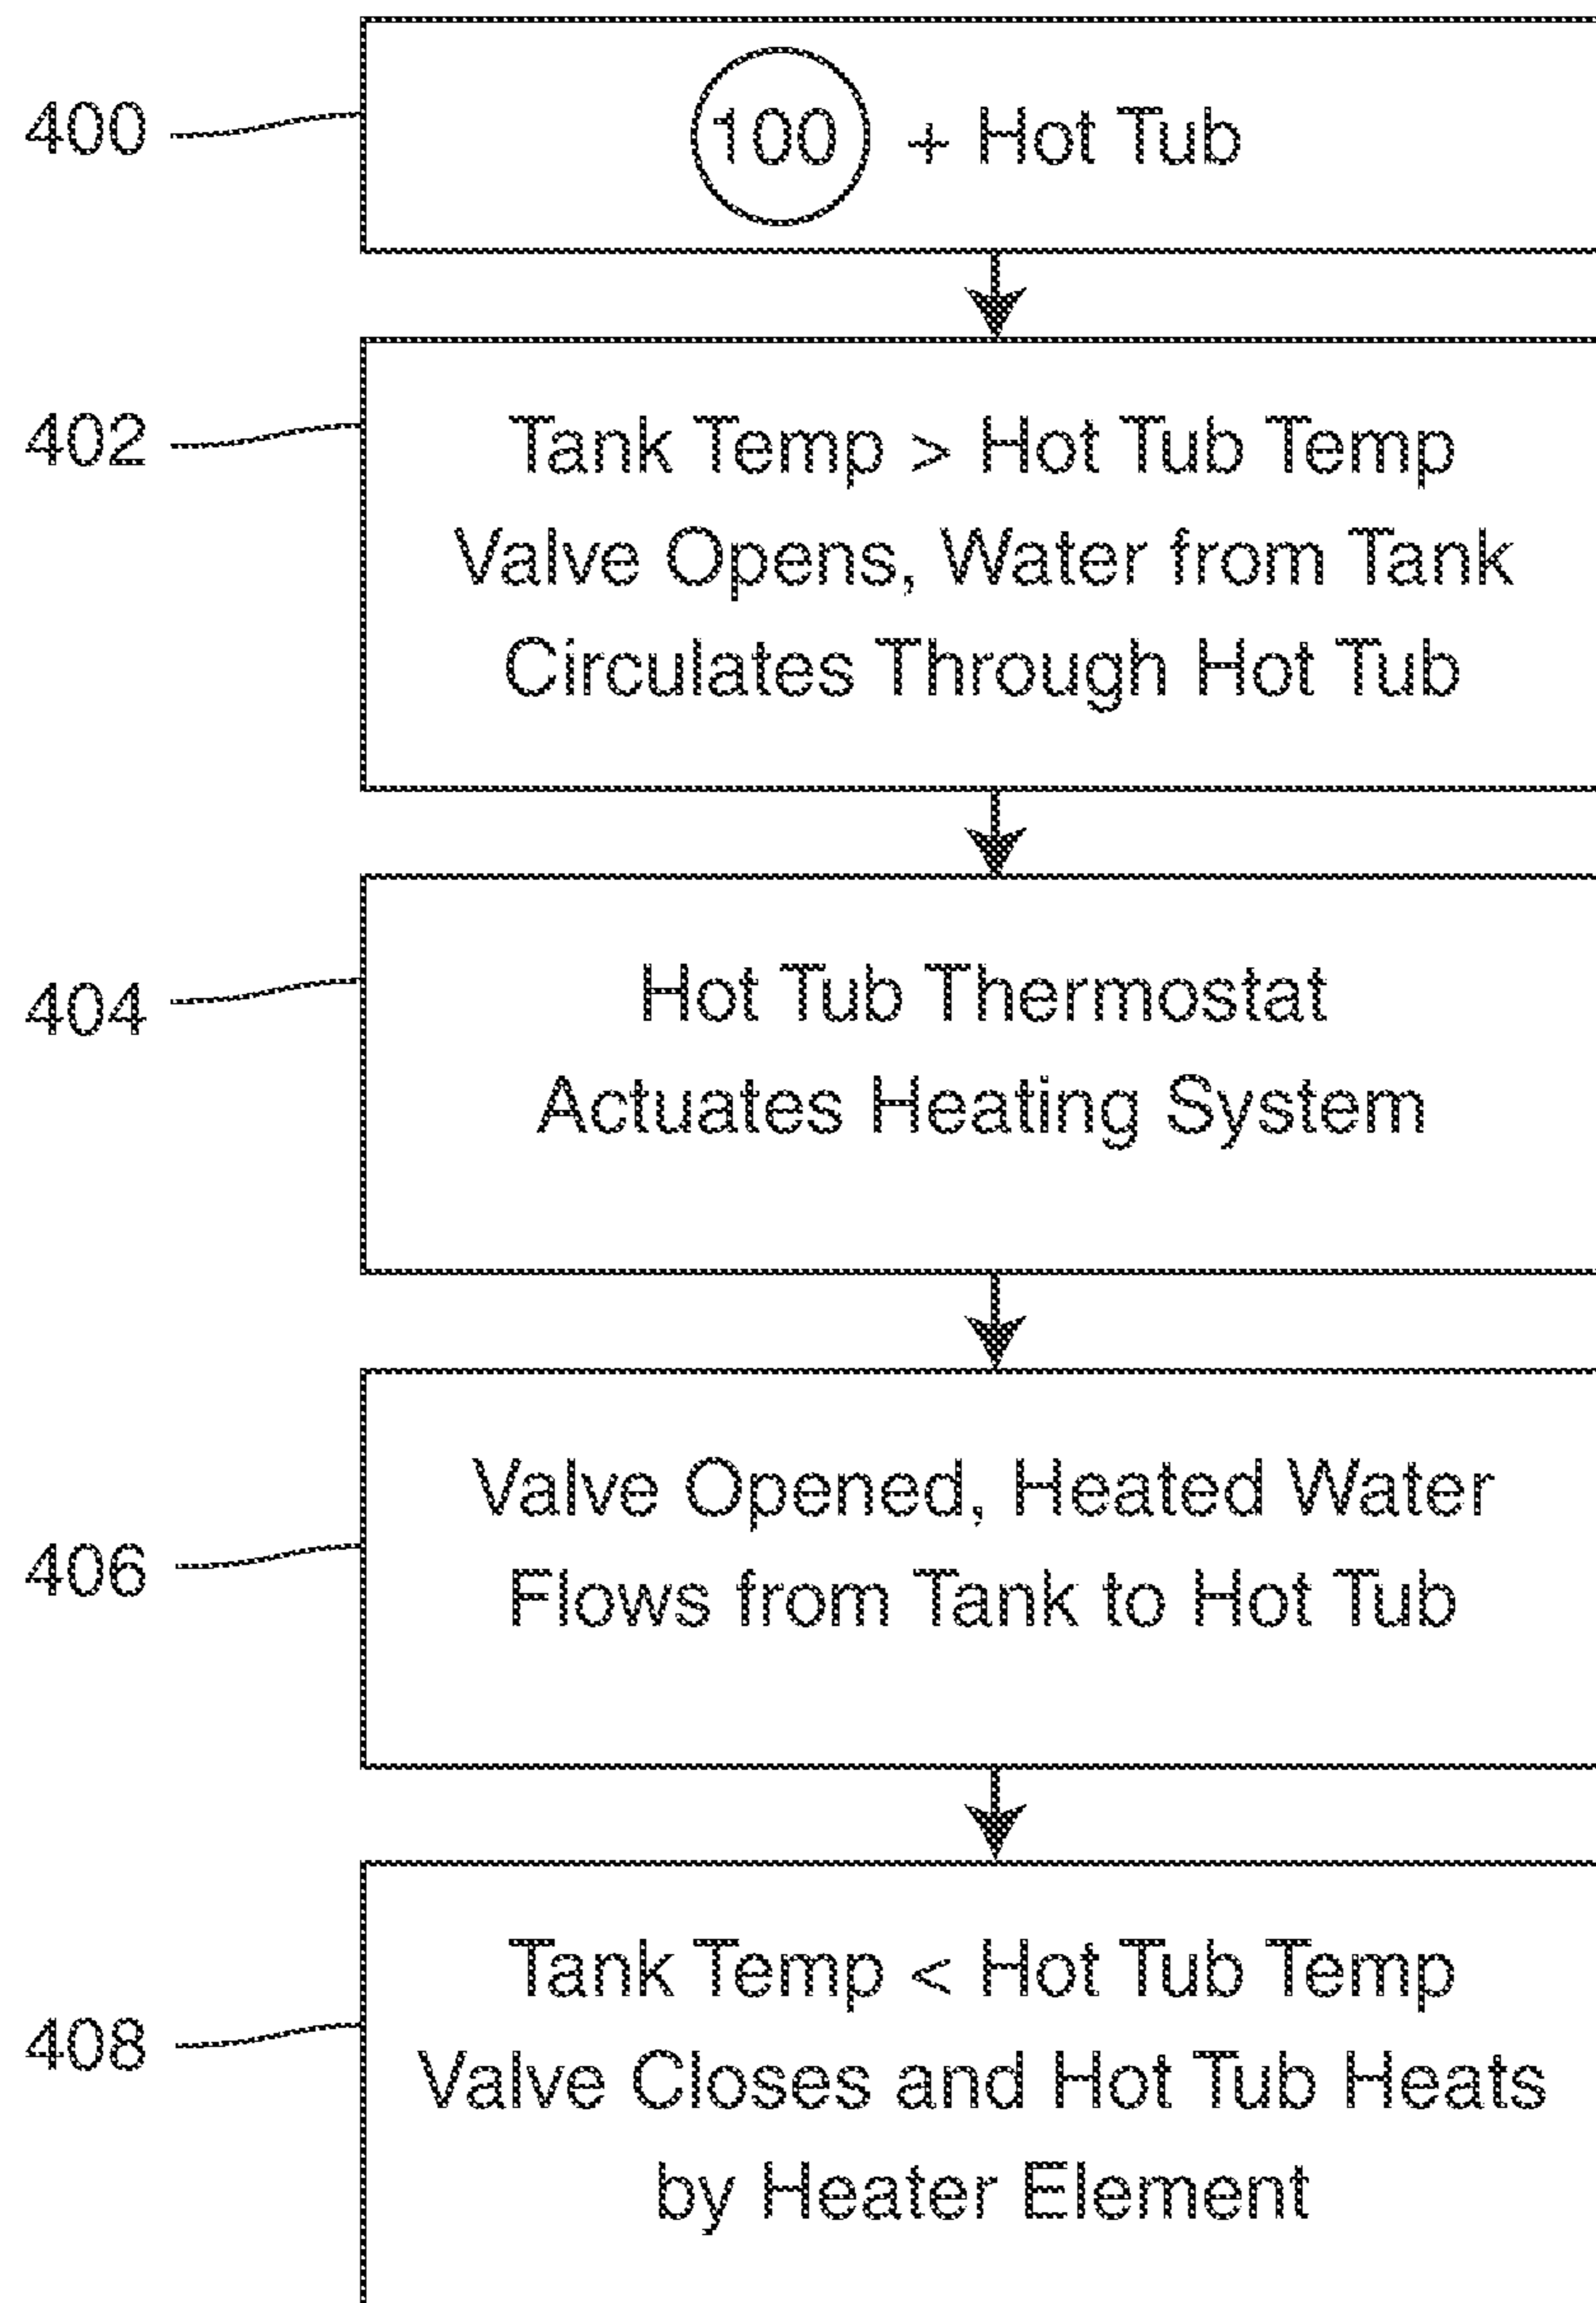 400
100 + Hot Tub
402
Tank Temp > Hot Tub Temp
Valve Opens, Water from Tank
Circulates Through Hot Tub
404
Hot Tub Thermostat
Actuates Heating System
406
Valve Opened, Heated Water
Flows from Tank to Hot Tub
408
Tank Temp < Hot Tub Temp
Valve Closes and Hot Tub Heats
by Heater Element